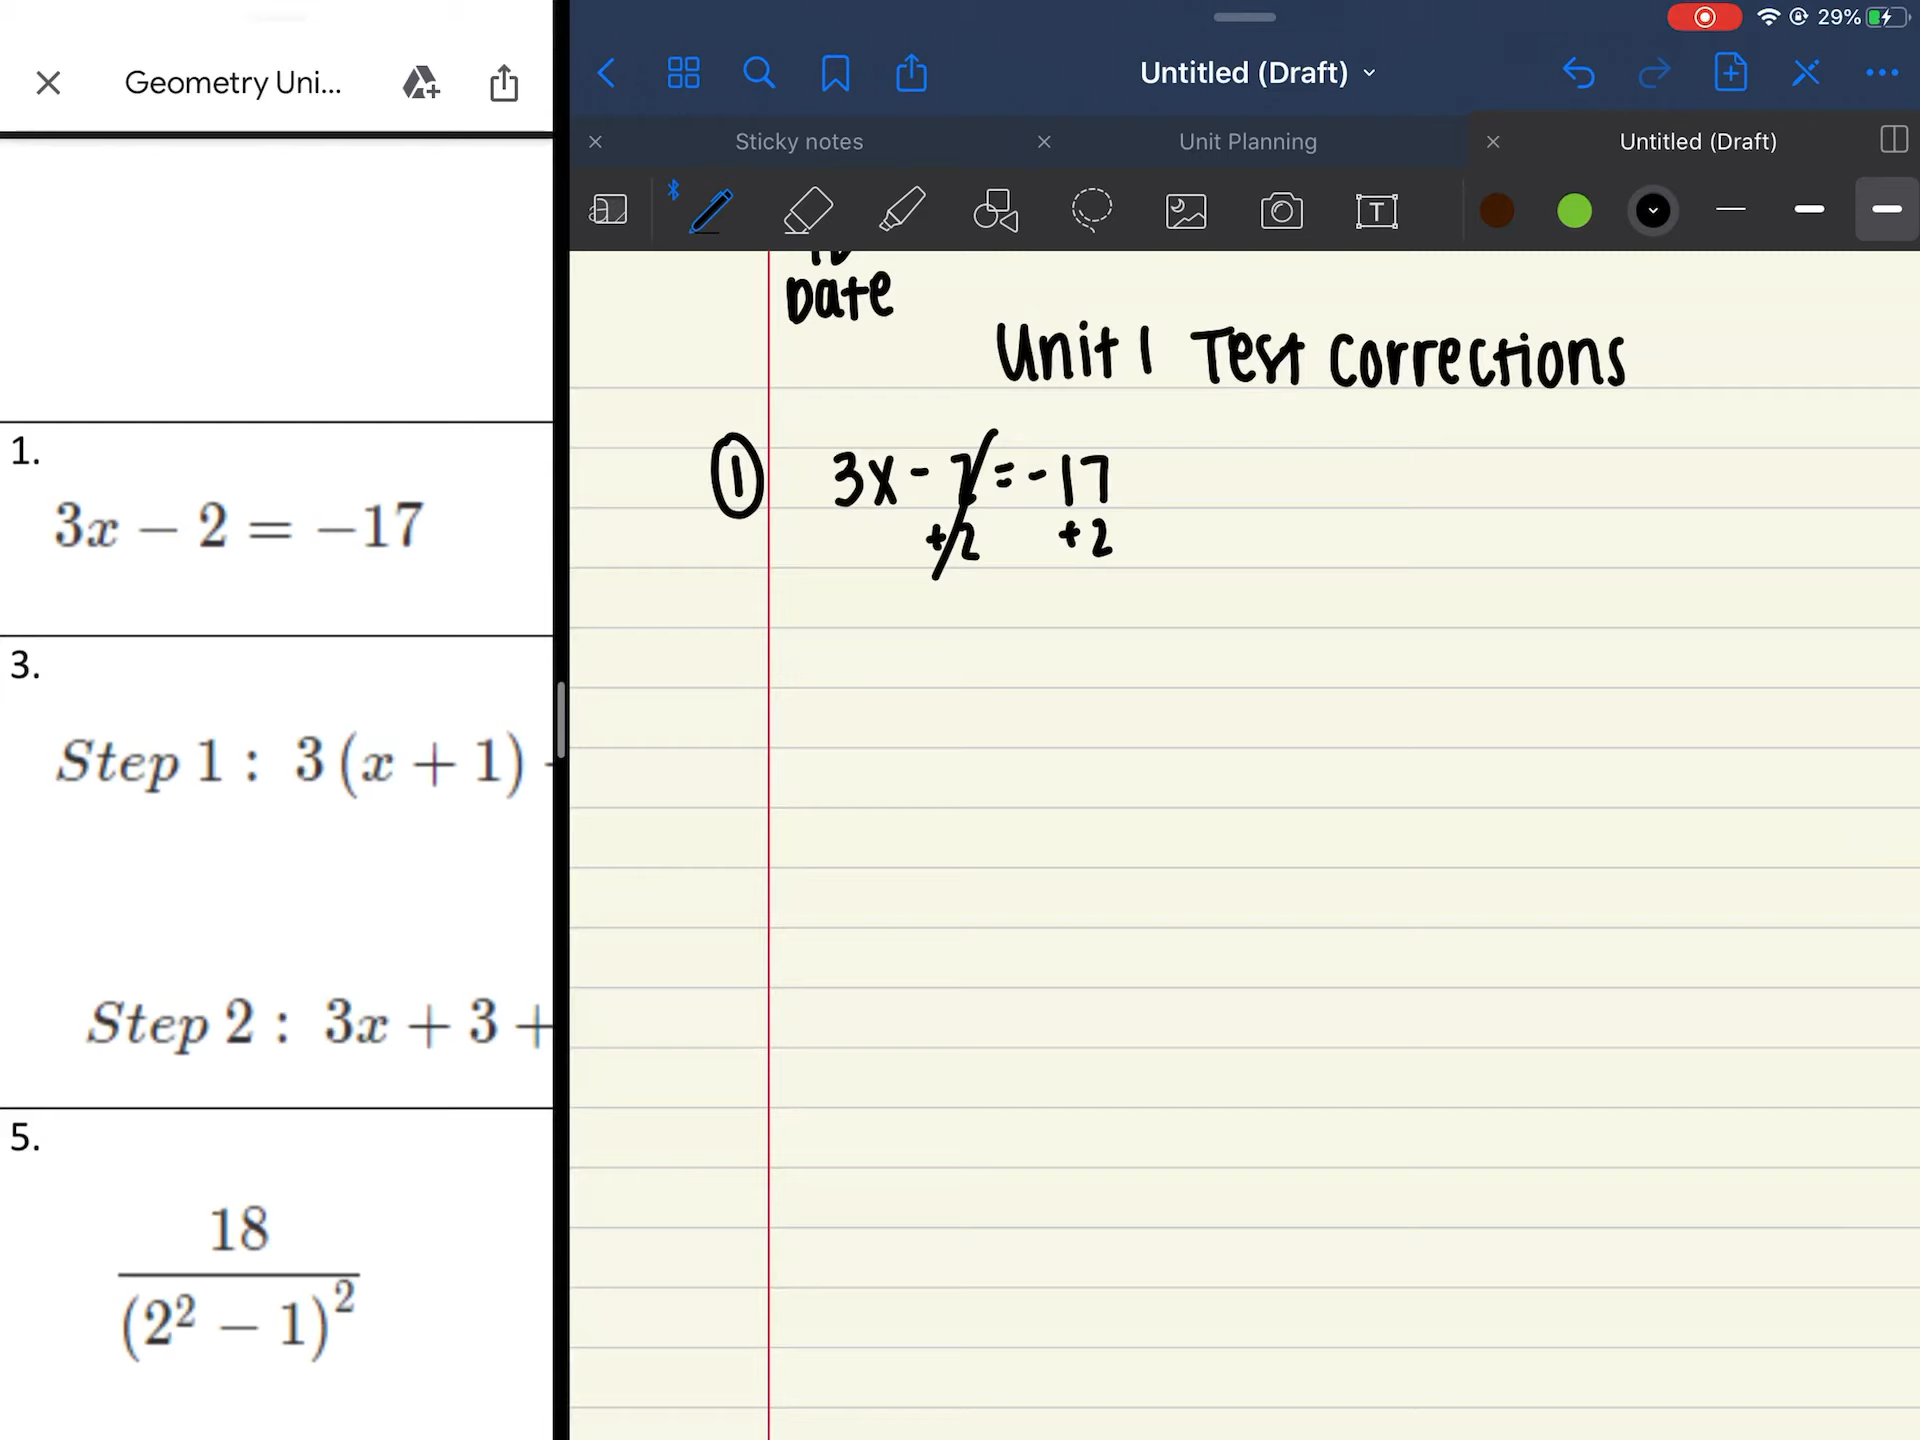 29%
Geometry Uni...
Untitled (Draft)
Sticky notes
Unit Planning
Untitled (Draft)
1.
3x − 2 = −17
3.
Step 1 : 3 (x + 1)
Step 2 : 3x + 3 +
5.
18
(2² − 1)²
Date
Unit 1 Test Corrections
① 3x - 2 = -17
+2 +2